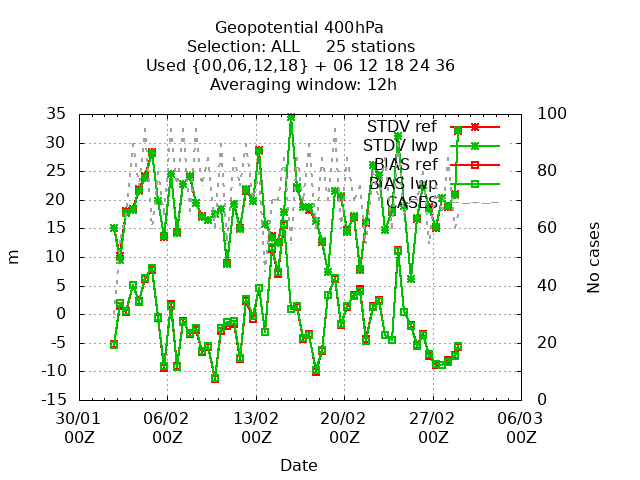 Geopotential 400hPa
Selection: ALL 25 stations
Used {00,06,12,18} + 06 12 18 24 36
Averaging window: 12h
35 100
30
25 80
20
15 60
10
5 40
0
-5 20
-10
-15 0
STDV ref
STDV lwp
BIAS ref
BIAS lwp
CASES
m
No cases
30/01 06/02 13/02 20/02 27/02 06/03
00Z 00Z 00Z 00Z 00Z 00Z
Date